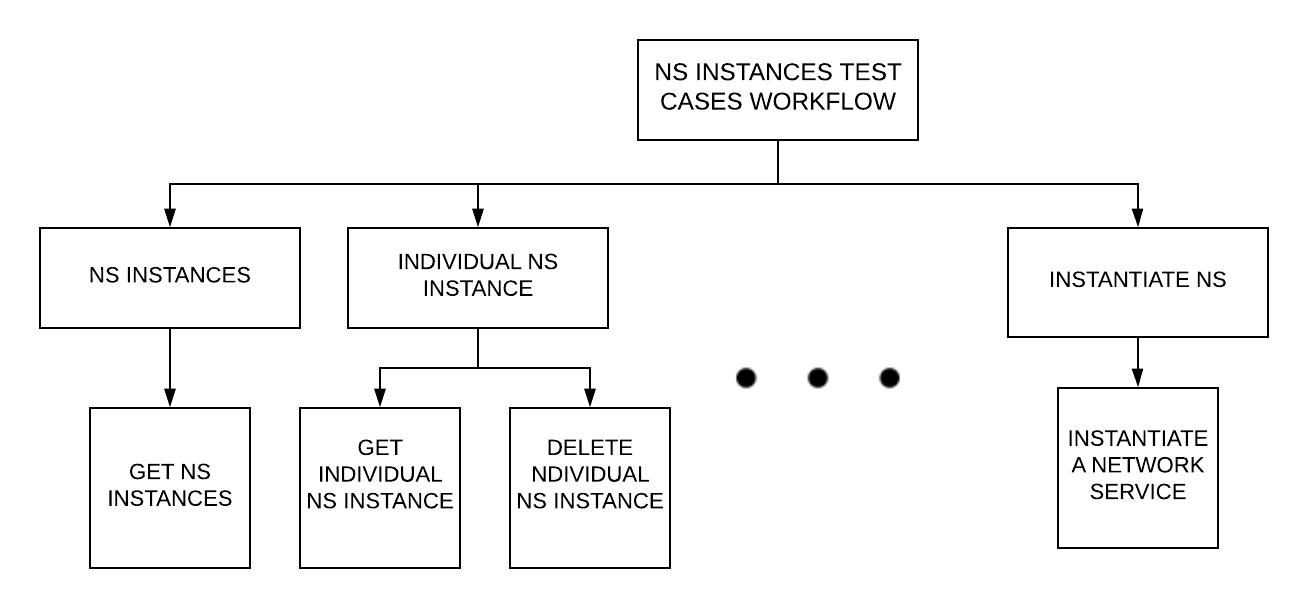 NS INSTANCES TEST
CASES WORKFLOW
NS INSTANCES
INDIVIDUAL NS
INSTANCE
INSTANTIATE NS
GET NS
INSTANCES
GET
INDIVIDUAL
NS INSTANCE
DELETE
NDIVIDUAL
NS INSTANCE
INSTANTIATE
A NETWORK
SERVICE